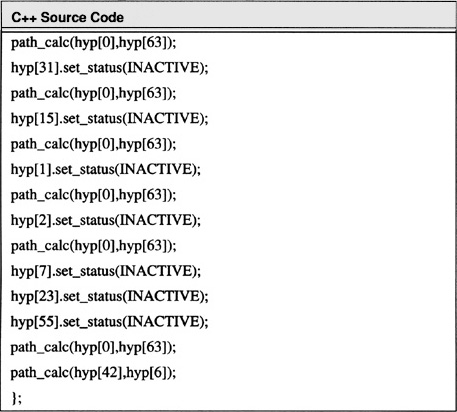 C++ Source Code
path_calc(hyp[0],hyp[63]);
hyp[31].set_status(INACTIVE);
path_calc(hyp[0],hyp[63]);
hyp[15].set_status(INACTIVE);
path_calc(hyp[0],hyp[63]);
hyp[1].set_status(INACTIVE);
path_calc(hyp[0],hyp[63]);
hyp[2].set_status(INACTIVE);
path_calc(hyp[0],hyp[63]);
hyp[7].set_status(INACTIVE);
hyp[23].set_status(INACTIVE);
hyp[55].set_status(INACTIVE);
path_calc(hyp[0],hyp[63]);
path_calc(hyp[42],hyp[6]);
};